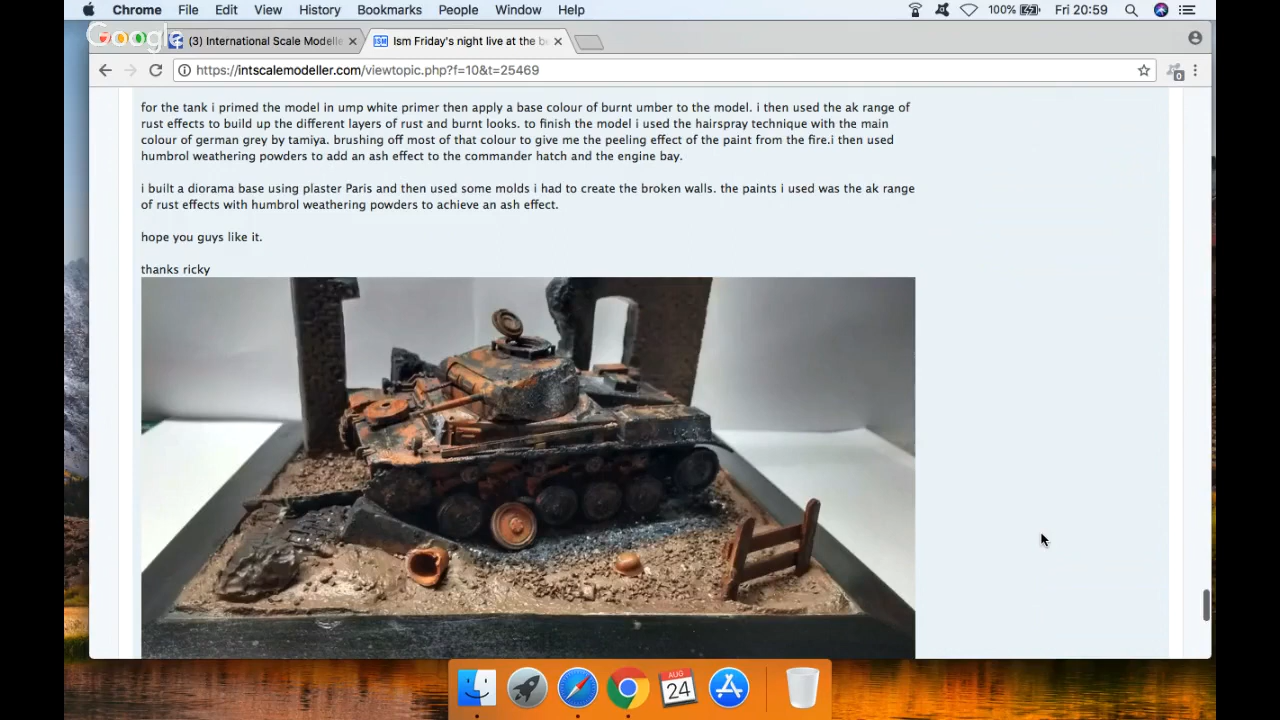 Chrome File Edit View History Bookmarks People Window Help 100% Fri 20:59
Google
(3) International Scale Modelle
Ism Friday's night live at the be
https://intscalemodeller.com/viewtopic.php?f=10&t=25469
0
for the tank i primed the model in ump white primer then apply a base colour of burnt umber to the model. i then used the ak range of
rust effects to build up the different layers of rust and burnt looks. to finish the model i used the hairspray technique with the main
colour of german grey by tamiya. brushing off most of that colour to give me the peeling effect of the paint from the fire.i then used
humbrol weathering powders to add an ash effect to the commander hatch and the engine bay.
i built a diorama base using plaster Paris and then used some molds i had to create the broken walls. the paints i used was the ak range
of rust effects with humbrol weathering powders to achieve an ash effect.
hope you guys like it.
thanks ricky
AUG
24